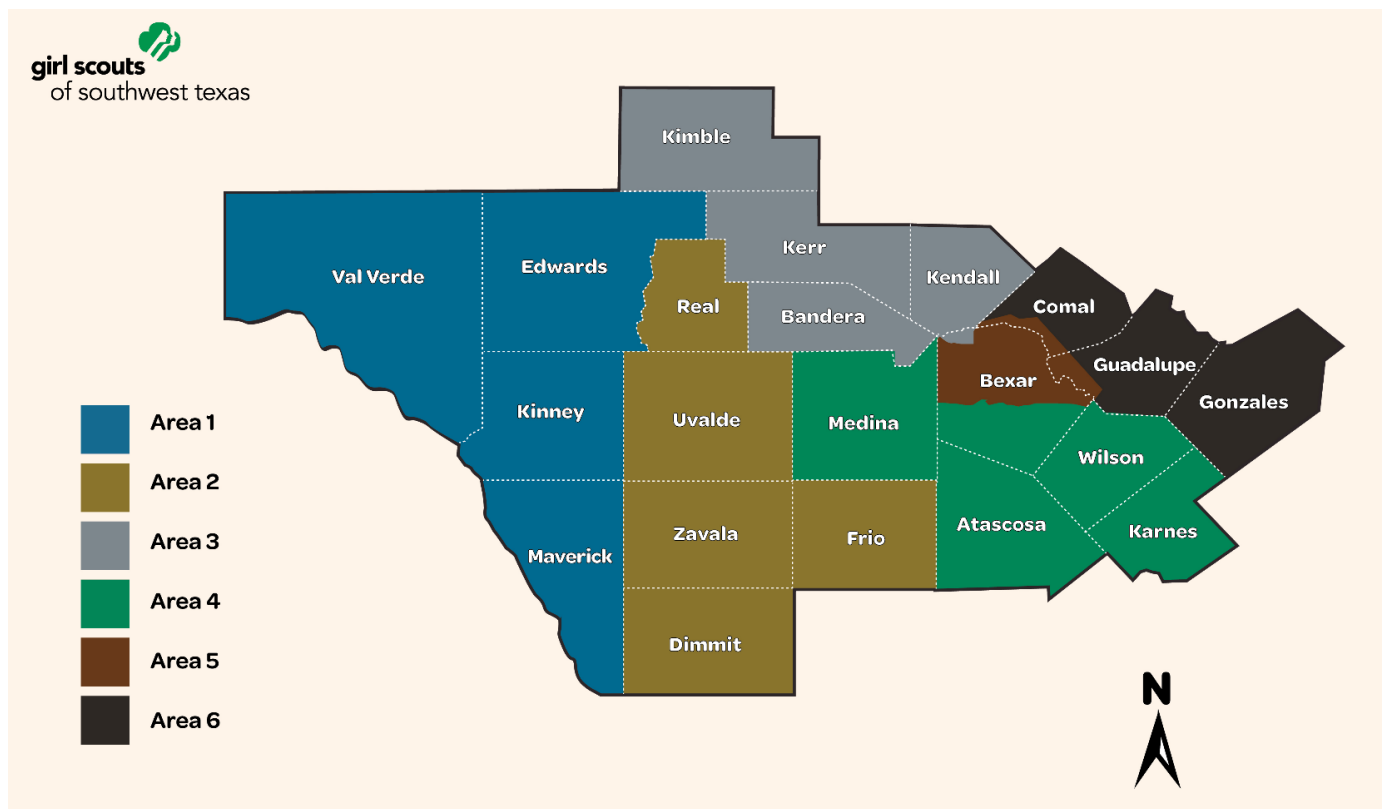 girl scouts
of southwest texas
Kimble
Kerr
Edwards
Val Verde
Kendall
Real
Comal
Bandera
Guadalupe
Bexar
Gonzales
Kinney
Uvalde
Medina
Wilson
Atascosa
Karnes
Zavala
Frio
Maverick
Dimmit
Area 1
Area 2
Area 3
Area 4
Area 5
Area 6
N